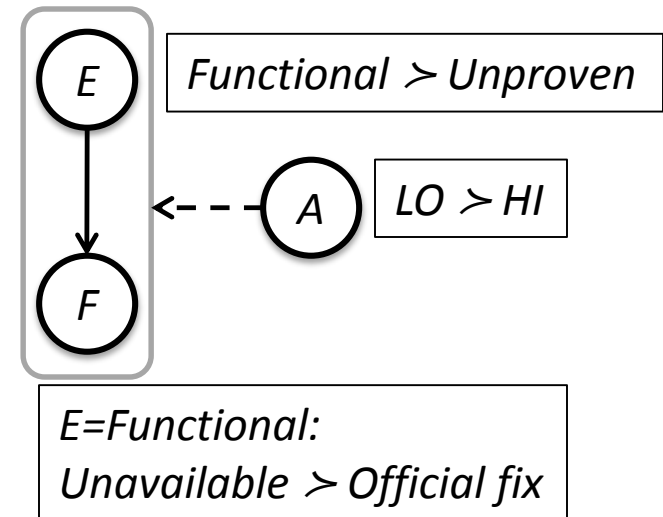 E
Functional ≻ Unproven
A
LO ≻ HI
F
E=Functional:
Unavailable ≻ Official fix